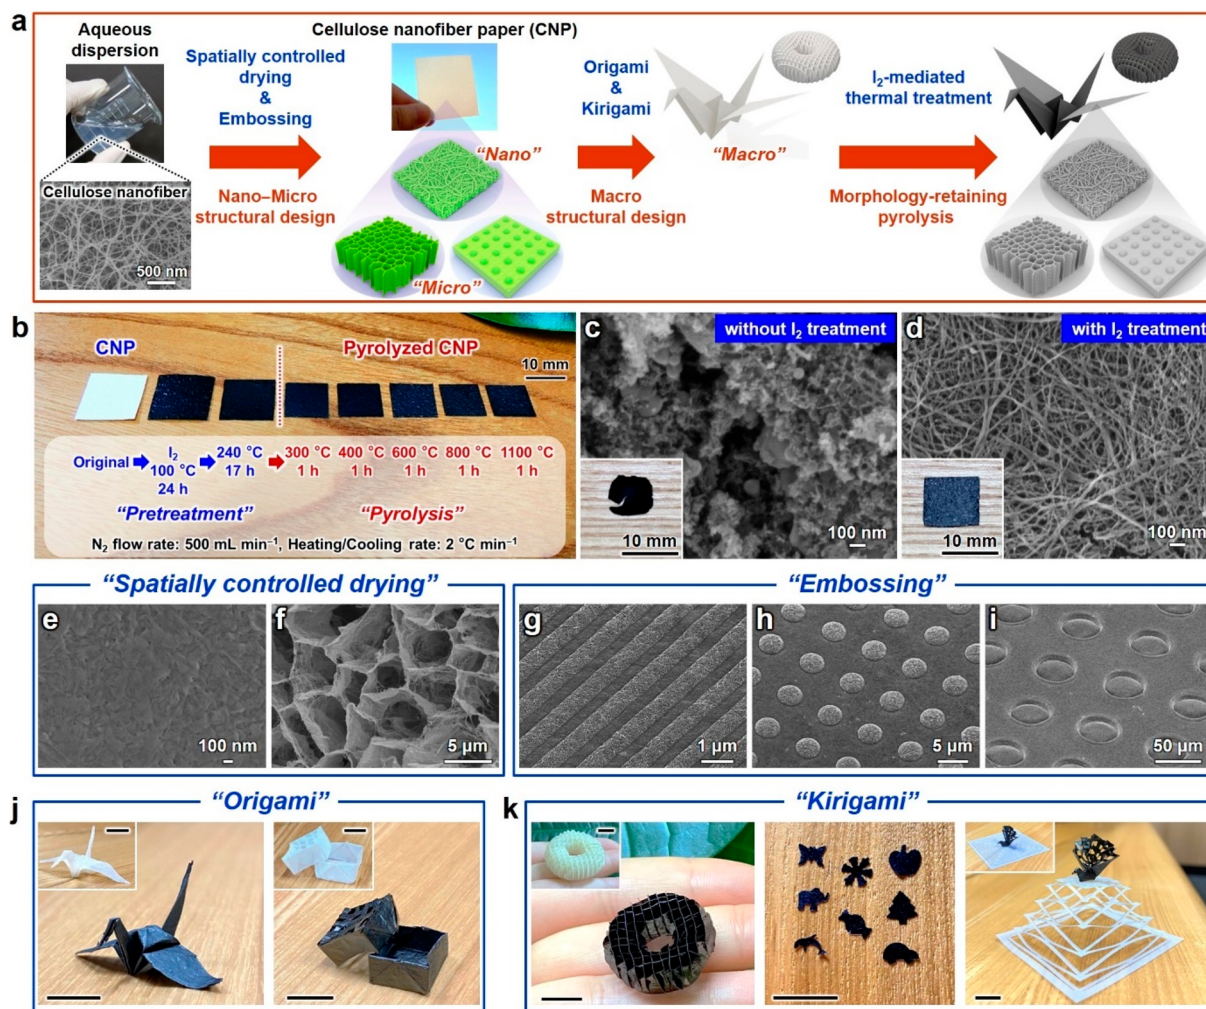 a
Aqueous
dispersion
Cellulose nanofiber
500 nm
Spatially controlled
drying
&
Embossing
Nano–Micro
structural design
Cellulose nanofiber paper (CNP)
“Nano”
“Micro”
Origami
&
Kirigami
Macro
structural design
“Macro”
I₂-mediated
thermal treatment
Morphology-retaining
pyrolysis
b
CNP
Pyrolyzed CNP
10 mm
Original
I₂
100 °C
24 h
240 °C
17 h
300 °C
1 h
400 °C
1 h
600 °C
1 h
800 °C
1 h
1100 °C
1 h
“Pretreatment”
“Pyrolysis”
N₂ flow rate: 500 mL min⁻¹, Heating/Cooling rate: 2 °C min⁻¹
c
without I₂ treatment
10 mm
100 nm
d
with I₂ treatment
10 mm
100 nm
“Spatially controlled drying”
e
100 nm
f
5 µm
“Embossing”
g
1 µm
h
5 µm
i
50 µm
j
“Origami”
k
“Kirigami”